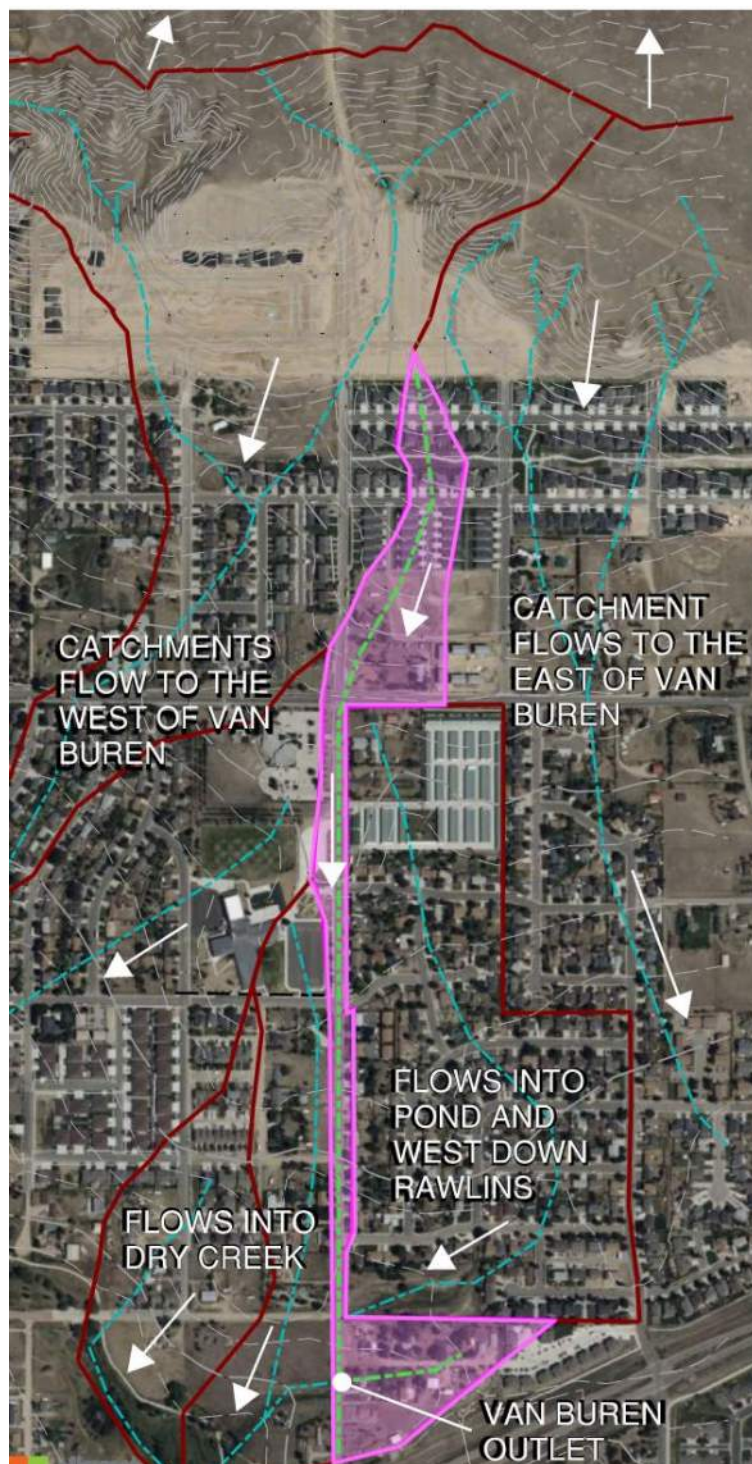 CATCHMENTS
FLOW TO THE
WEST OF VAN
BUREN
CATCHMENT
FLOWS TO THE
EAST OF VAN
BUREN
FLOWS INTO
POND AND
WEST DOWN
RAWLINS
FLOWS INTO
DRY CREEK
VAN BUREN
OUTLET